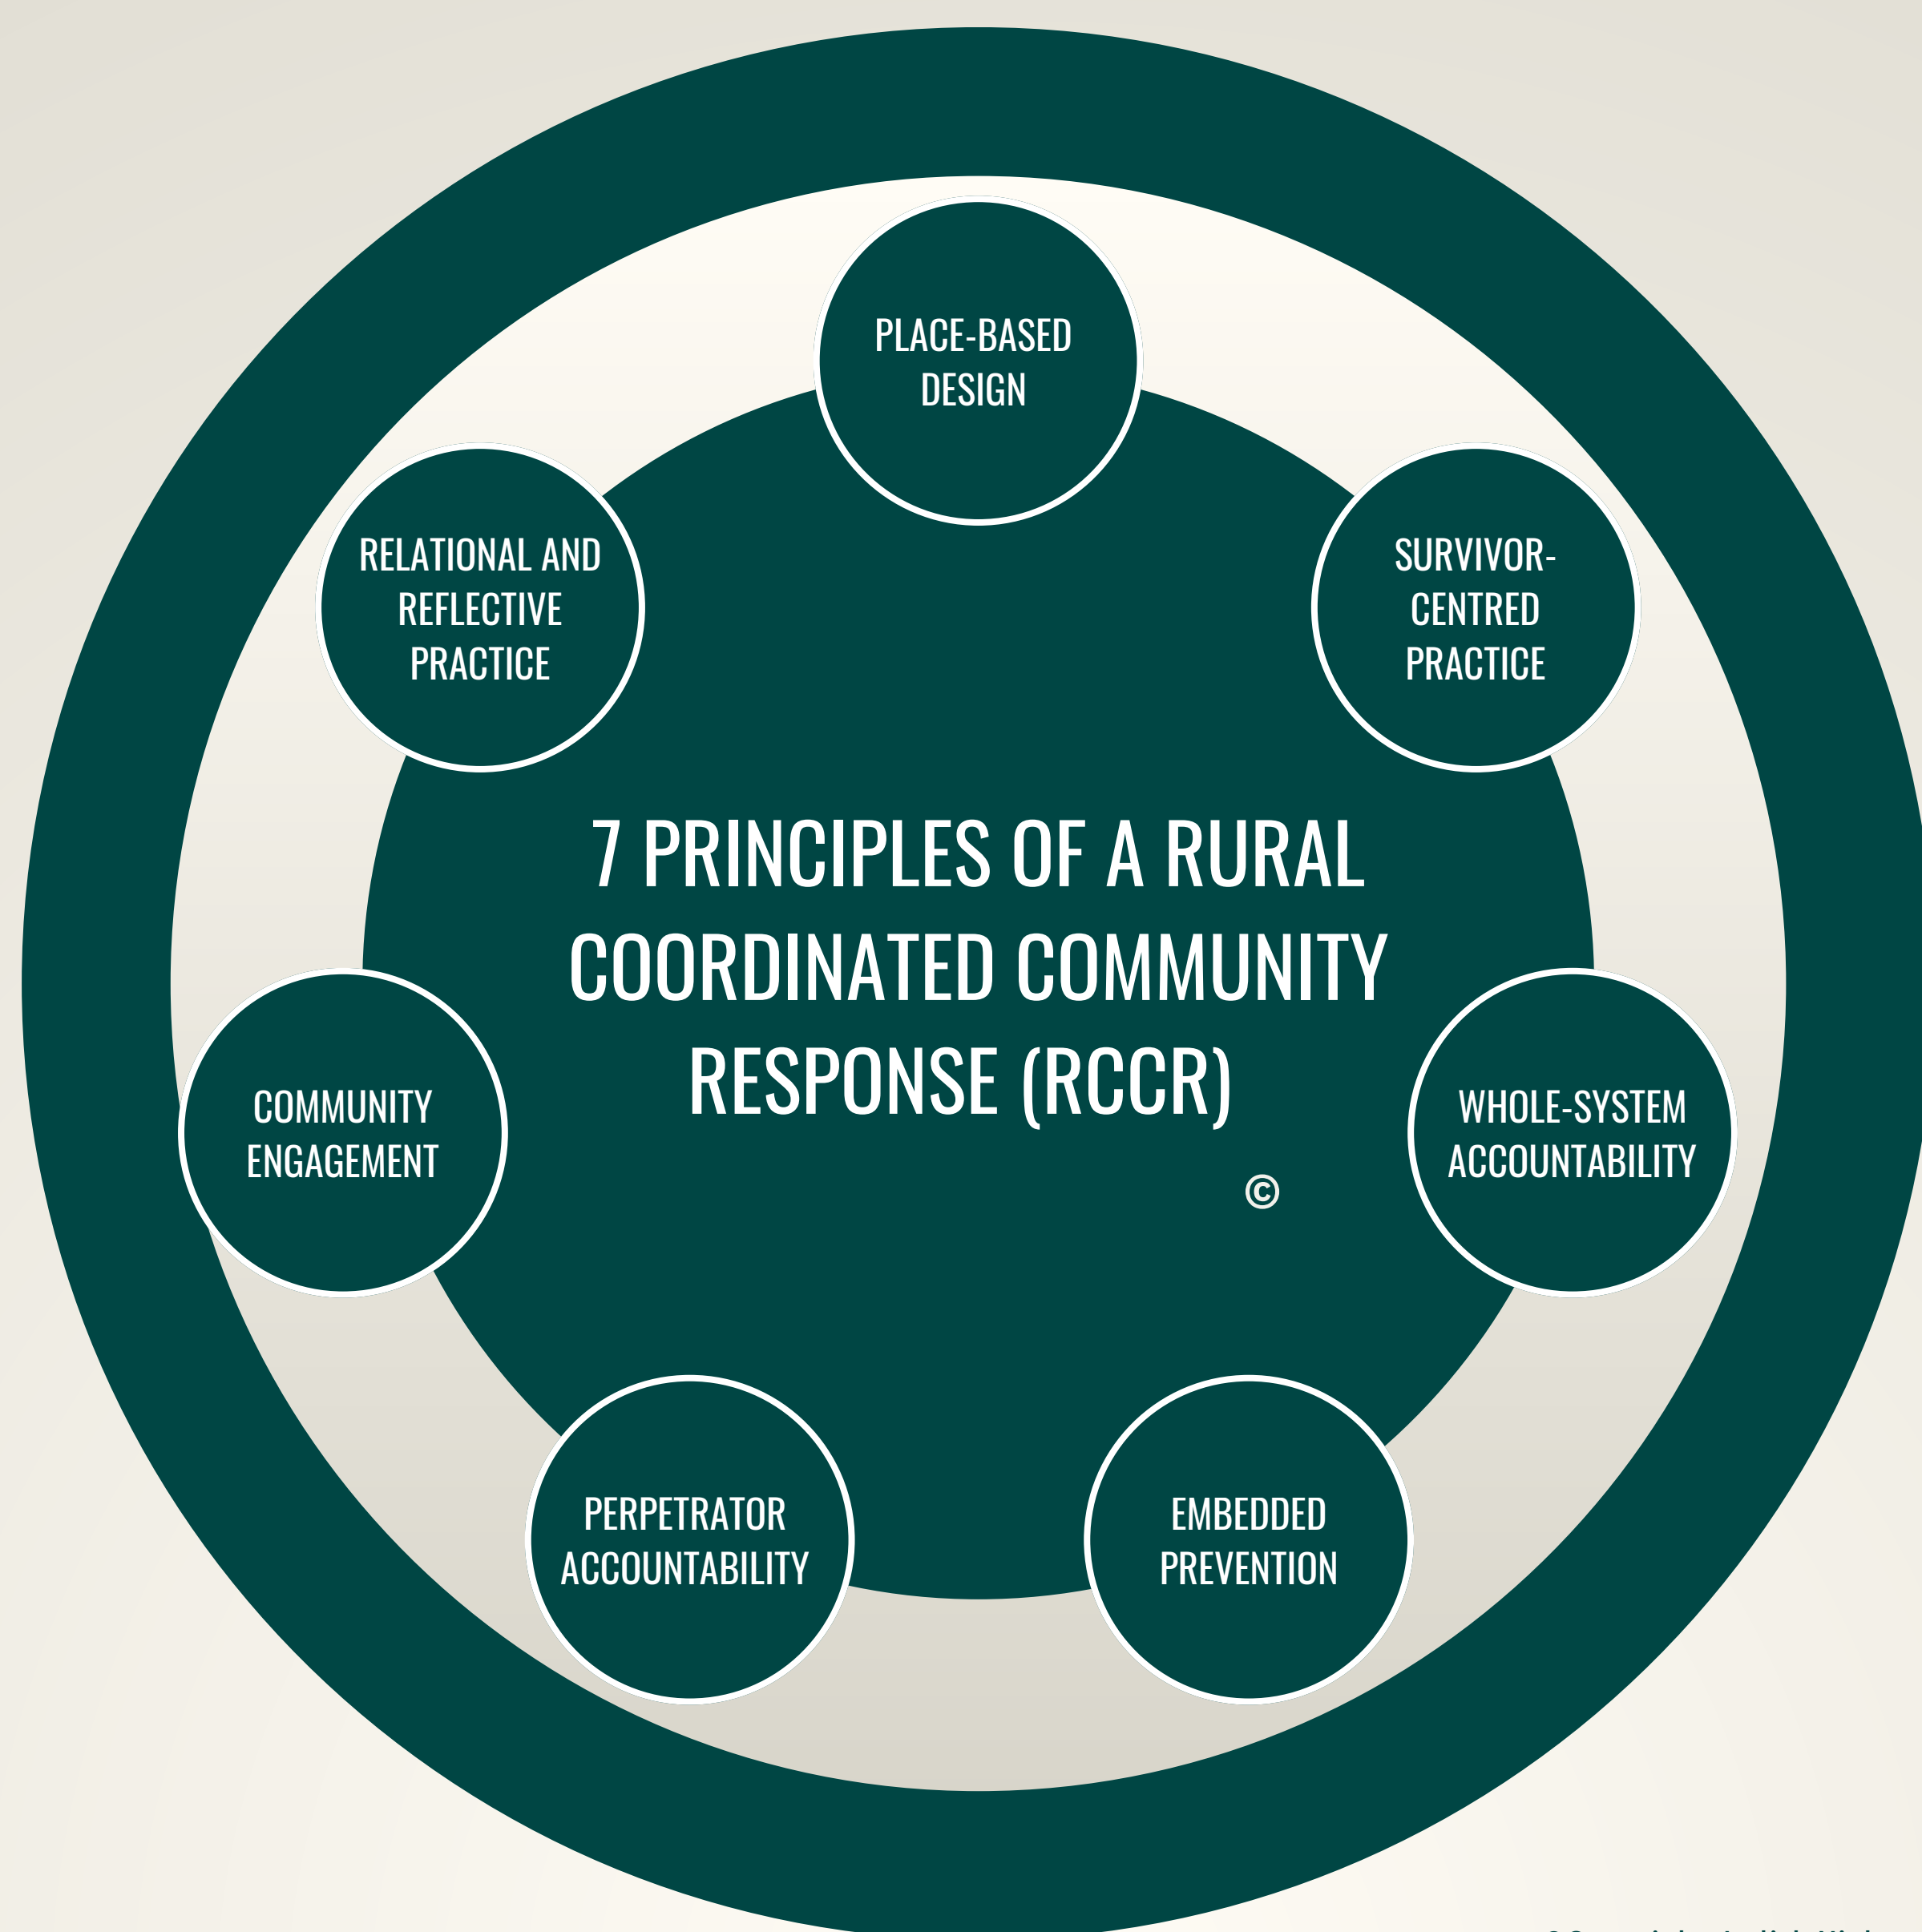 PLACE-BASED
DESIGN
SURVIVOR-
CENTRED
PRACTICE
WHOLE-SYSTEM
ACCOUNTABILITY
EMBEDDED
PREVENTION
PERPETRATOR
ACCOUNTABILITY
COMMUNITY
ENGAGEMENT
RELATIONAL AND
REFLECTIVE
PRACTICE
7 PRINCIPLES OF A RURAL
COORDINATED COMMUNITY
RESPONSE (RCCR)
©